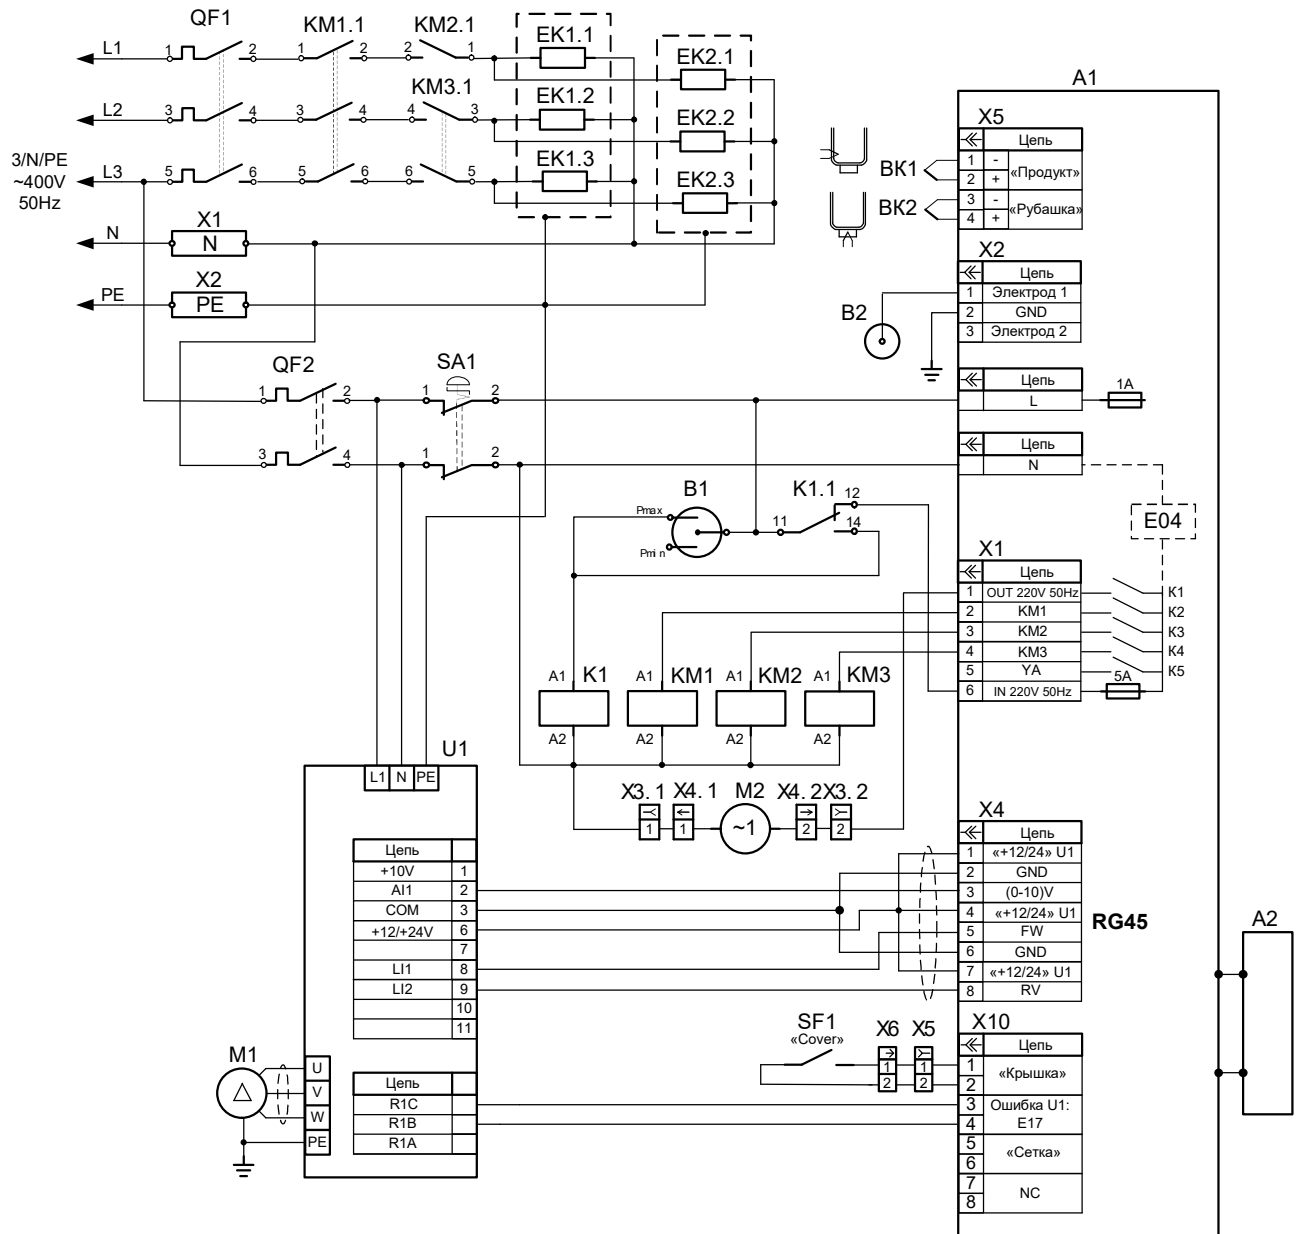 QF1
KM1.1
KM2.1
EK1.1
EK2.1
A1
L1
1
2
1
2
2
1
KM3.1
EK1.2
EK2.2
X5
Цепь
L2
3
4
3
4
4
3
1 -
2 +
«Продукт»
3 -
4 +
«Рубашка»
BK1
BK2
EK1.3
EK2.3
3/N/PE
~400V
50Hz
L3
5
6
5
6
6
5
X1
N
N
X2
PE
PE
X2
Цепь
1 Электрод 1
2 GND
3 Электрод 2
B2
QF2
SA1
1
2
1
2
Цепь
L
1A
3
4
1
2
Цепь
N
E04
B1
K1.1
Pmax
Pmin
11
12
14
X1
Цепь
1 OUT 220V 50Hz
K1
2 KM1
K2
3 KM2
K3
4 KM3
K4
5 YA
K5
6 IN 220V 50Hz
5A
A1 K1
A1 KM1
A1 KM2
A1 KM3
A2
A2
A2
A2
U1
L1 N PE
X3.1
X4.1
M2
X4.2
X3.2
1
1
~1
2
2
Цепь
+10V 1
AI1 2
COM 3
+12/+24V 6
7
LI1 8
LI2 9
10
11
X4
Цепь
1 «+12/24» U1
2 GND
3 (0-10)V
4 «+12/24» U1
5 FW
6 GND
7 «+12/24» U1
8 RV
RG45
A2
SF1
«Cover»
X6
X5
1
2
1
2
X10
Цепь
1
2
«Крышка»
3
4
Ошибка U1:
E17
5
6
«Сетка»
7
8
NC
M1
U
V
W
PE
Цепь
R1C
R1B
R1A